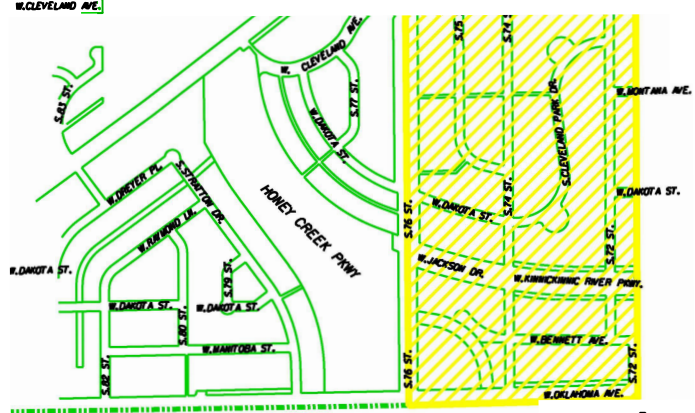 W.CLEVELAND AVE.
W. CLEVELAND AVE.
S.75
S.74 ST.
S.83 ST.
S.77 ST.
W.MONTANA AVE.
S.CLEVELAND PARK DR.
W.DAKOTA ST.
W.DREYER PL.
S.STRATTON DR.
W.DAKOTA ST.
S.74 ST.
W.DAKOTA ST.
HONEY CREEK PKWY
S.76 ST.
W.RAYMOND LN.
S.72 ST.
W.DAKOTA ST.
S.79 ST.
W.JACKSON DR.
W.KINNICKINNIC RIVER PKWY.
W.DAKOTA ST.
S.80 ST.
W.DAKOTA ST.
W.MANITOBA ST.
W.BENNETT AVE.
S.82 ST.
S.76 ST.
S.72 ST.
W.OKLAHOMA AVE.